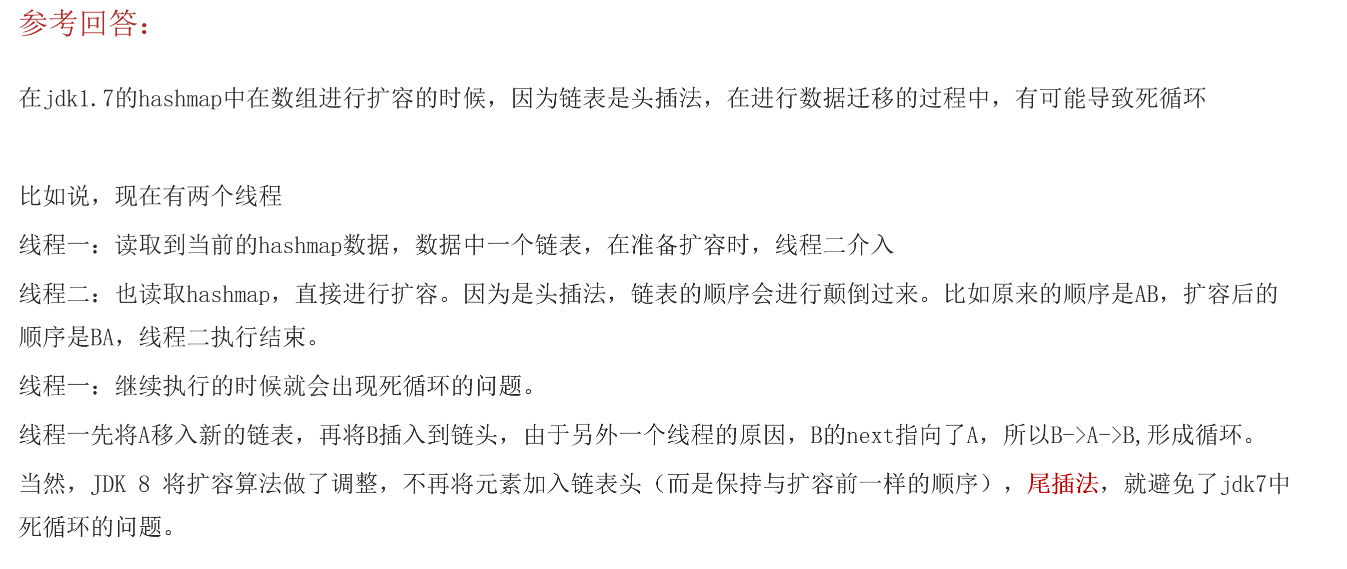 参考回答：
在jdk1.7的hashmap中在数组进行扩容的时候，因为链表是头插法，在进行数据迁移的过程中，有可能导致死循环
比如说，现在有两个线程
线程一：读取到当前的hashmap数据，数据中一个链表，在准备扩容时，线程二介入
线程二：也读取hashmap，直接进行扩容。因为是头插法，链表的顺序会进行颠倒过来。比如原来的顺序是AB，扩容后的
顺序是BA，线程二执行结束。
线程一：继续执行的时候就会出现死循环的问题。
线程一先将A移入新的链表，再将B插入到链头，由于另外一个线程的原因，B的next指向了A，所以B->A->B,形成循环。
当然，JDK 8 将扩容算法做了调整，不再将元素加入链表头（而是保持与扩容前一样的顺序），尾插法，就避免了jdk7中
死循环的问题。